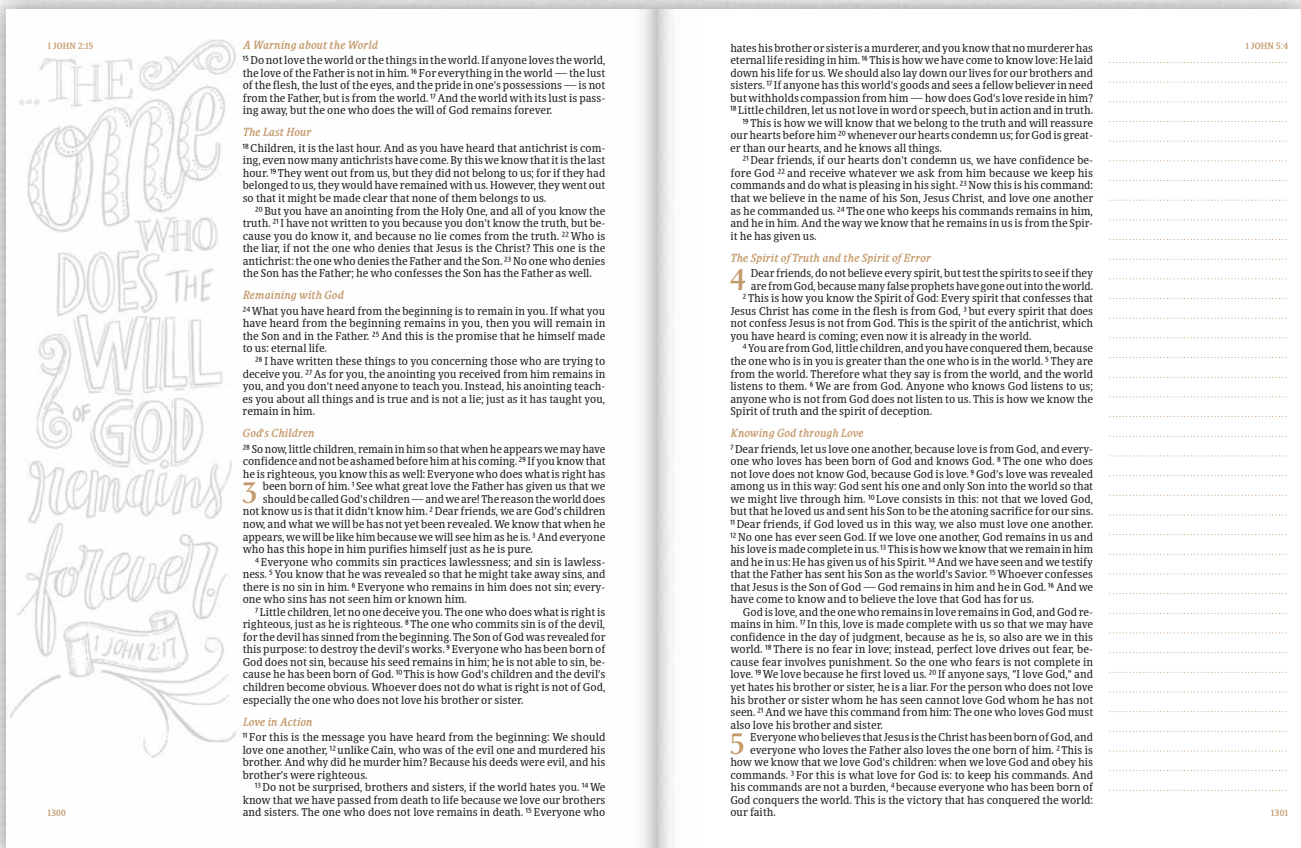 1 JOHN 2:15
...THE
one
WHO
DOES THE
WILL
OF GOD
remains
forever.
1 JOHN 2:17
1300
A Warning about the World
15 Do not love the world or the things in the world. If anyone loves the world,
the love of the Father is not in him. 16 For everything in the world — the lust
of the flesh, the lust of the eyes, and the pride in one's possessions — is not
from the Father, but is from the world. 17 And the world with its lust is pass-
ing away, but the one who does the will of God remains forever.
The Last Hour
18 Children, it is the last hour. And as you have heard that antichrist is com-
ing, even now many antichrists have come. By this we know that it is the last
hour. 19 They went out from us, but they did not belong to us; for if they had
belonged to us, they would have remained with us. However, they went out
so that it might be made clear that none of them belongs to us.
20 But you have an anointing from the Holy One, and all of you know the
truth. 21 I have not written to you because you don't know the truth, but be-
cause you do know it, and because no lie comes from the truth. 22 Who is
the liar, if not the one who denies that Jesus is the Christ? This one is the
antichrist: the one who denies the Father and the Son. 23 No one who denies
the Son has the Father; he who confesses the Son has the Father as well.
Remaining with God
24 What you have heard from the beginning is to remain in you. If what you
have heard from the beginning remains in you, then you will remain in
the Son and in the Father. 25 And this is the promise that he himself made
to us: eternal life.
26 I have written these things to you concerning those who are trying to
deceive you. 27 As for you, the anointing you received from him remains in
you, and you don't need anyone to teach you. Instead, his anointing teach-
es you about all things and is true and is not a lie; just as it has taught you,
remain in him.
God's Children
28 So now, little children, remain in him so that when he appears we may have
confidence and not be ashamed before him at his coming. 29 If you know that
he is righteous, you know this as well: Everyone who does what is right has
3 been born of him. 1 See what great love the Father has given us that we
should be called God's children — and we are! The reason the world does
not know us is that it didn't know him. 2 Dear friends, we are God's children
now, and what we will be has not yet been revealed. We know that when he
appears, we will be like him because we will see him as he is. 3 And everyone
who has this hope in him purifies himself just as he is pure.
4 Everyone who commits sin practices lawlessness; and sin is lawless-
ness. 5 You know that he was revealed so that he might take away sins, and
there is no sin in him. 6 Everyone who remains in him does not sin; every-
one who sins has not seen him or known him.
7 Little children, let no one deceive you. The one who does what is right is
righteous, just as he is righteous. 8 The one who commits sin is of the devil,
for the devil has sinned from the beginning. The Son of God was revealed for
this purpose: to destroy the devil's works. 9 Everyone who has been born of
God does not sin, because his seed remains in him; he is not able to sin, be-
cause he has been born of God. 10 This is how God's children and the devil's
children become obvious. Whoever does not do what is right is not of God,
especially the one who does not love his brother or sister.
Love in Action
11 For this is the message you have heard from the beginning: We should
love one another, 12 unlike Cain, who was of the evil one and murdered his
brother. And why did he murder him? Because his deeds were evil, and his
brother's were righteous.
13 Do not be surprised, brothers and sisters, if the world hates you. 14 We
know that we have passed from death to life because we love our brothers
and sisters. The one who does not love remains in death. 15 Everyone who
hates his brother or sister is a murderer, and you know that no murderer has
eternal life residing in him. 16 This is how we have come to know love: He laid
down his life for us. We should also lay down our lives for our brothers and
sisters. 17 If anyone has this world's goods and sees a fellow believer in need
but withholds compassion from him — how does God's love reside in him?
18 Little children, let us not love in word or speech, but in action and in truth.
19 This is how we will know that we belong to the truth and will reassure
our hearts before him 20 whenever our hearts condemn us; for God is great-
er than our hearts, and he knows all things.
21 Dear friends, if our hearts don't condemn us, we have confidence be-
fore God 22 and receive whatever we ask from him because we keep his
commands and do what is pleasing in his sight. 23 Now this is his command:
that we believe in the name of his Son, Jesus Christ, and love one another
as he commanded us. 24 The one who keeps his commands remains in him,
and he in him. And the way we know that he remains in us is from the Spir-
it he has given us.
The Spirit of Truth and the Spirit of Error
4 Dear friends, do not believe every spirit, but test the spirits to see if they
are from God, because many false prophets have gone out into the world.
2 This is how you know the Spirit of God: Every spirit that confesses that
Jesus Christ has come in the flesh is from God, 3 but every spirit that does
not confess Jesus is not from God. This is the spirit of the antichrist, which
you have heard is coming; even now it is already in the world.
4 You are from God, little children, and you have conquered them, because
the one who is in you is greater than the one who is in the world. 5 They are
from the world. Therefore what they say is from the world, and the world
listens to them. 6 We are from God. Anyone who knows God listens to us;
anyone who is not from God does not listen to us. This is how we know the
Spirit of truth and the spirit of deception.
Knowing God through Love
7 Dear friends, let us love one another, because love is from God, and every-
one who loves has been born of God and knows God. 8 The one who does
not love does not know God, because God is love. 9 God's love was revealed
among us in this way: God sent his one and only Son into the world so that
we might live through him. 10 Love consists in this: not that we loved God,
but that he loved us and sent his Son to be the atoning sacrifice for our sins.
11 Dear friends, if God loved us in this way, we also must love one another.
12 No one has ever seen God. If we love one another, God remains in us and
his love is made complete in us. 13 This is how we know that we remain in him
and he in us: He has given us of his Spirit. 14 And we have seen and we testify
that the Father has sent his Son as the world's Savior. 15 Whoever confesses
that Jesus is the Son of God — God remains in him and he in God. 16 And we
have come to know and to believe the love that God has for us.
God is love, and the one who remains in love remains in God, and God re-
mains in him. 17 In this, love is made complete with us so that we may have
confidence in the day of judgment, because as he is, so also are we in this
world. 18 There is no fear in love; instead, perfect love drives out fear, be-
cause fear involves punishment. So the one who fears is not complete in
love. 19 We love because he first loved us. 20 If anyone says, "I love God," and
yet hates his brother or sister, he is a liar. For the person who does not love
his brother or sister whom he has seen cannot love God whom he has not
seen. 21 And we have this command from him: The one who loves God must
also love his brother and sister.
5 Everyone who believes that Jesus is the Christ has been born of God, and
everyone who loves the Father also loves the one born of him. 2 This is
how we know that we love God's children: when we love God and obey his
commands. 3 For this is what love for God is: to keep his commands. And
his commands are not a burden, 4 because everyone who has been born of
God conquers the world. This is the victory that has conquered the world:
our faith.
1 JOHN 5:4
1301